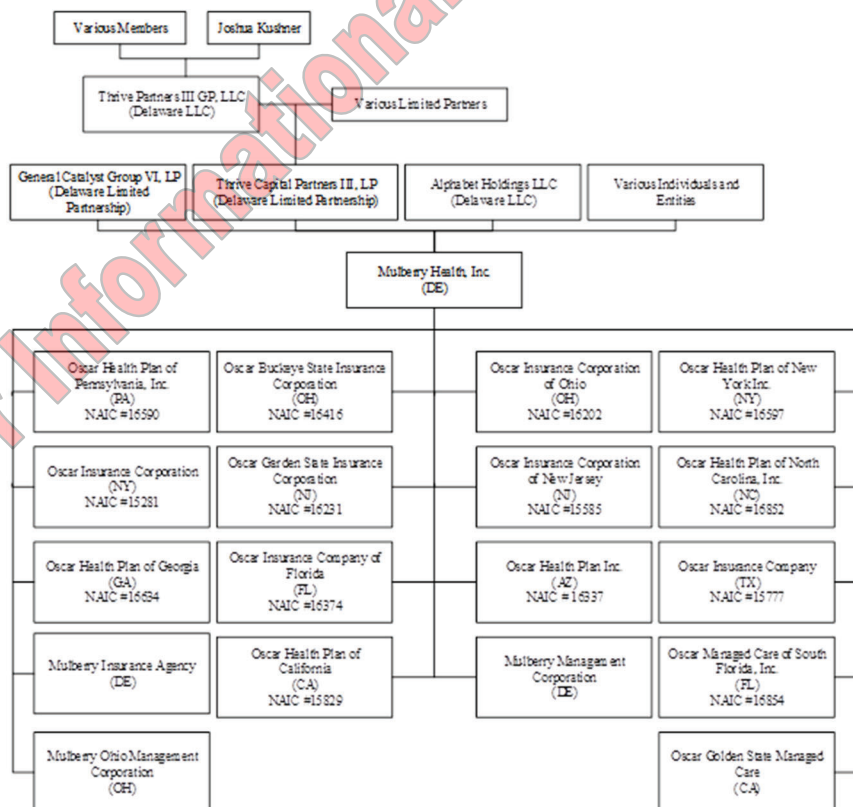 Various Members
Joshua Kushner
Thrive Partners III GP, LLC
(Delaware LLC)
Various Limited Partners
General Catalyst Group VI, LP
(Delaware Limited
Partnership)
Thrive Capital Partners III, LP
(Delaware Limited Partnership)
Alphabet Holdings LLC
(Delaware LLC)
Various Individuals and
Entities
Mulberry Health, Inc.
(DE)
Oscar Health Plan of
Pennsylvania, Inc.
(PA)
NAIC #16590
Oscar Buckeye State Insurance
Corporation
(OH)
NAIC #16416
Oscar Insurance Corporation
of Ohio
(OH)
NAIC #16202
Oscar Health Plan of New
York Inc.
(NY)
NAIC #16597
Oscar Insurance Corporation
(NY)
NAIC #15281
Oscar Garden State Insurance
Corporation
(NJ)
NAIC #16231
Oscar Insurance Corporation
of New Jersey
(NJ)
NAIC #15585
Oscar Health Plan of North
Carolina, Inc.
(NC)
NAIC #16852
Oscar Health Plan of Georgia
(GA)
NAIC #16634
Oscar Insurance Company of
Florida
(FL)
NAIC #16374
Oscar Health Plan Inc.
(AZ)
NAIC # 16337
Oscar Insurance Company
(TX)
NAIC #15777
Mulberry Insurance Agency
(DE)
Oscar Health Plan of
California
(CA)
NAIC #15829
Mulberry Management
Corporation
(DE)
Oscar Managed Care of South
Florida, Inc.
(FL)
NAIC #16854
Mulberry Ohio Management
Corporation
(OH)
Oscar Golden State Managed
Care
(CA)
Informational